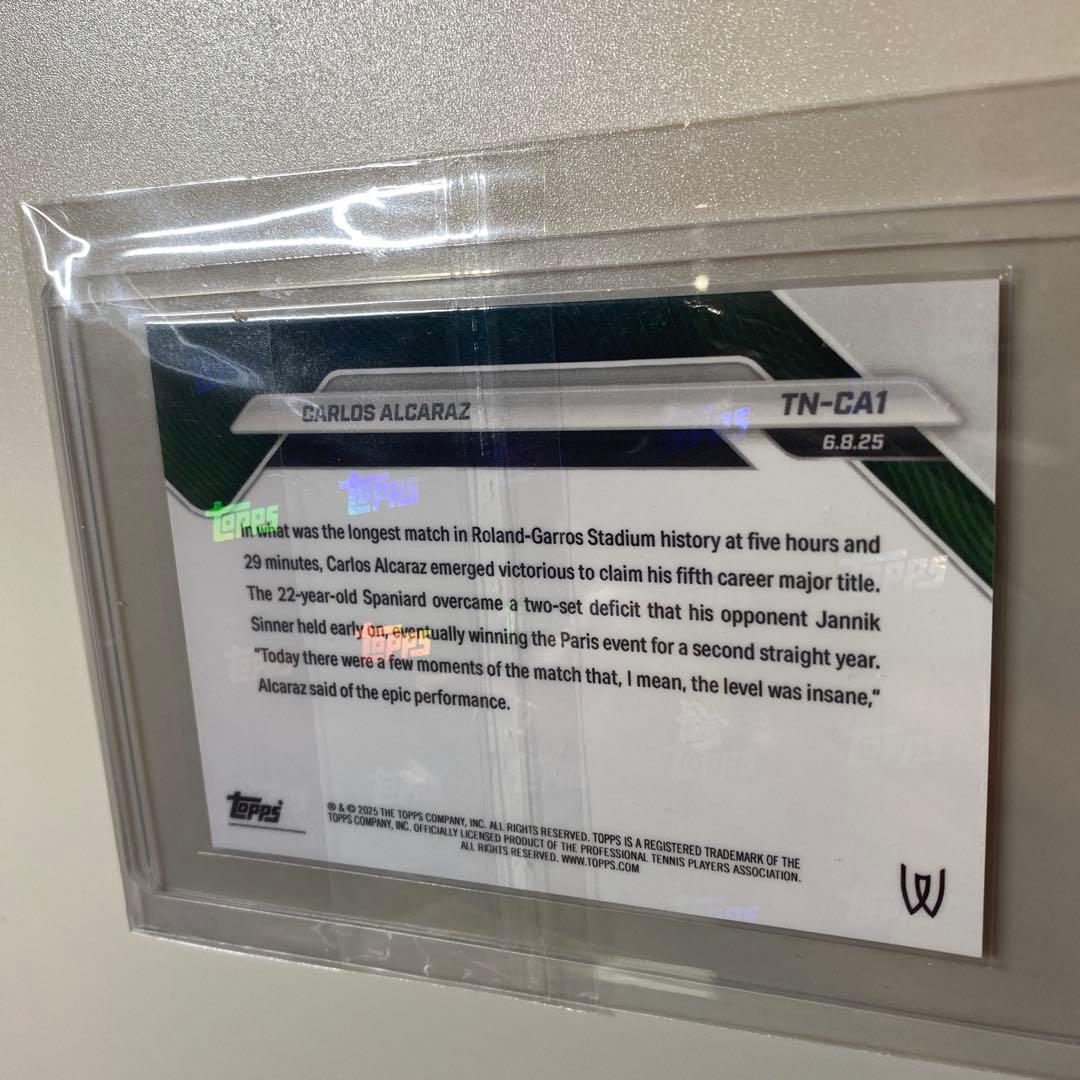 CARLOS ALCARAZ
TN-CA1
6.8.25
In what was the longest match in Roland-Garros Stadium history at five hours and
29 minutes, Carlos Alcaraz emerged victorious to claim his fifth career major title.
The 22-year-old Spaniard overcame a two-set deficit that his opponent Jannik
Sinner held early on, eventually winning the Paris event for a second straight year.
"Today there were a few moments of the match that, I mean, the level was insane,"
Alcaraz said of the epic performance.
topps
® & © 2025 THE TOPPS COMPANY, INC. ALL RIGHTS RESERVED. TOPPS IS A REGISTERED TRADEMARK OF THE
TOPPS COMPANY, INC. OFFICIALLY LICENSED PRODUCT OF THE PROFESSIONAL TENNIS PLAYERS ASSOCIATION.
ALL RIGHTS RESERVED. WWW.TOPPS.COM
W
topps
topps
topps
topps
topps